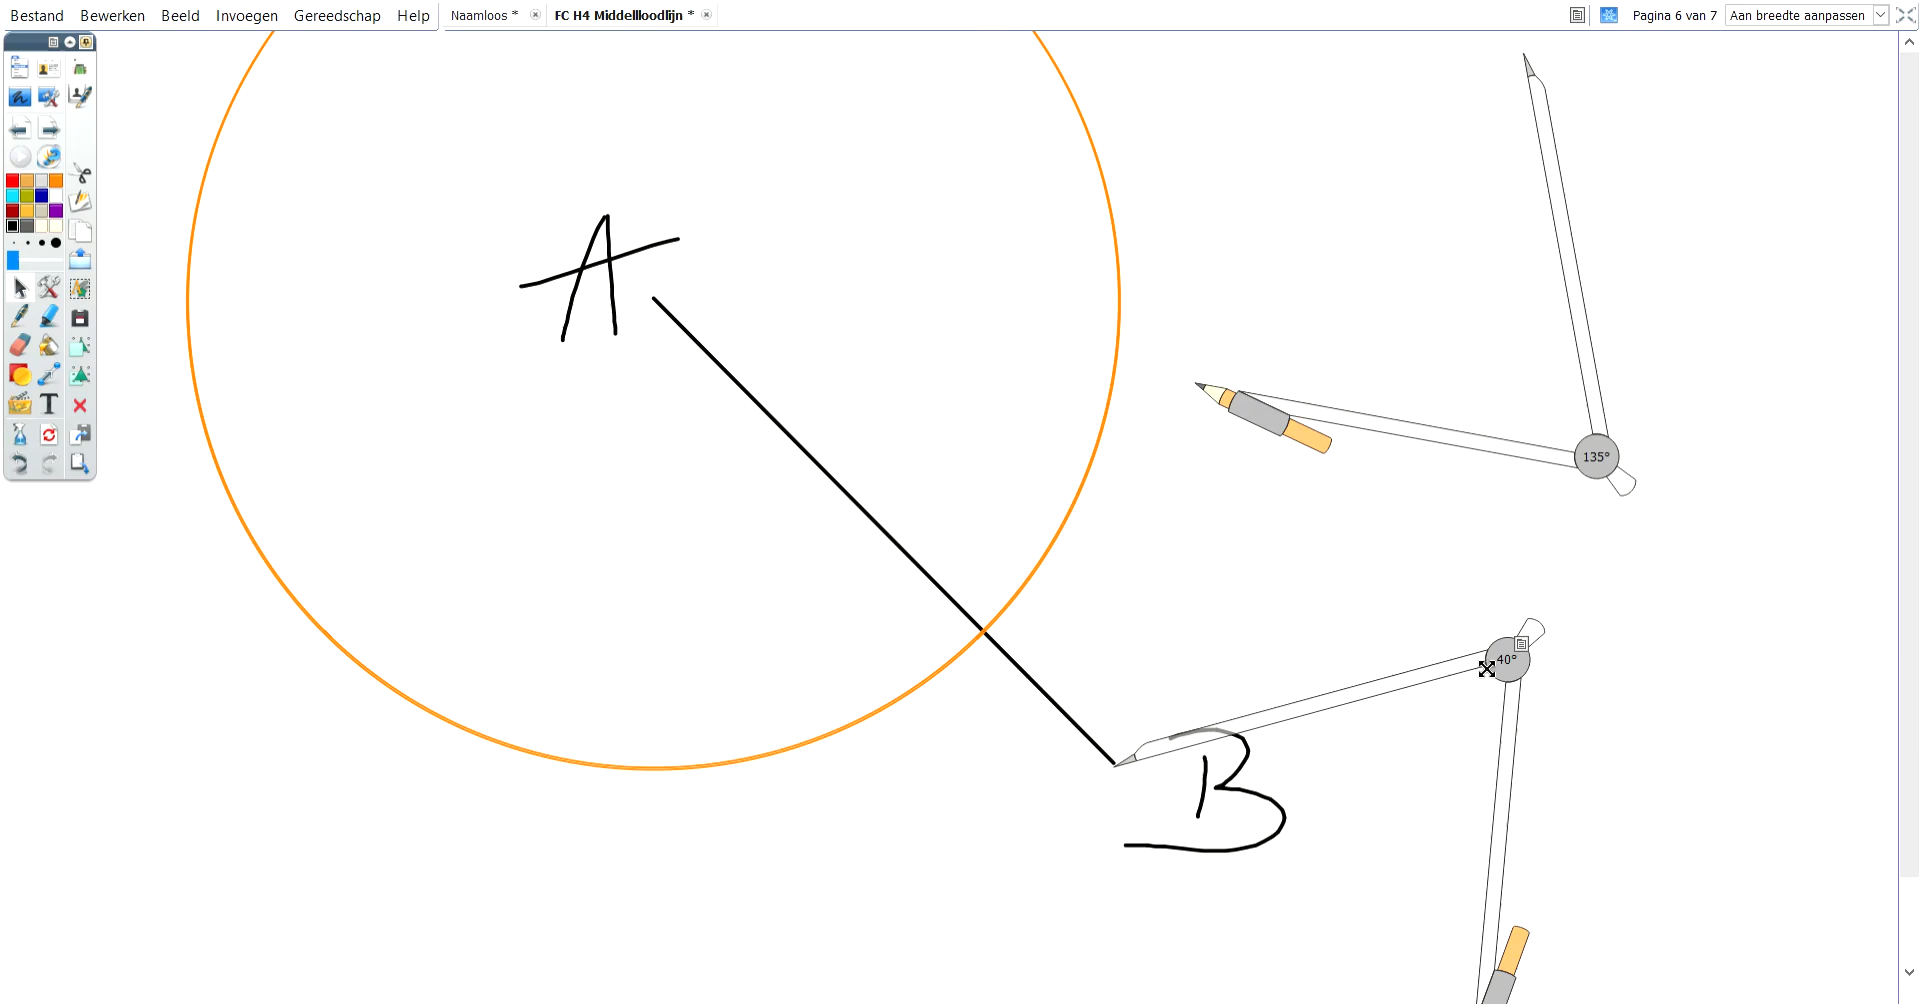 Bestand Bewerken Beeld Invoegen Gereedschap Help Naamloos * FC H4 Middellloodlijn * Pagina 6 van 7 Aan breedte aanpassen
A
135°
40°
B